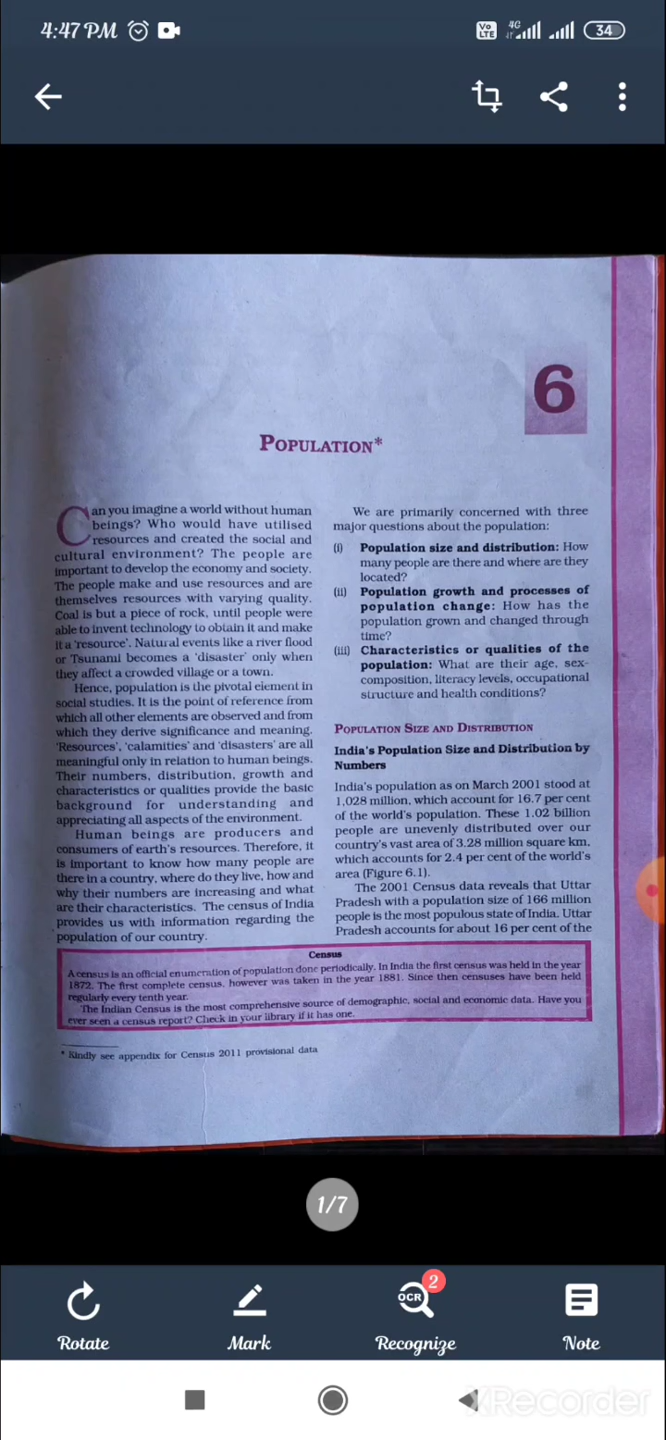 4:47 PM
Vo
LTE
4G
34
6
POPULATION*
Can you imagine a world without human
beings? Who would have utilised
resources and created the social and
cultural environment? The people are
important to develop the economy and society.
The people make and use resources and are
themselves resources with varying quality.
Coal is but a piece of rock, until people were
able to invent technology to obtain it and make
it a 'resource'. Natural events like a river flood
or Tsunami becomes a 'disaster' only when
they affect a crowded village or a town.
Hence, population is the pivotal element in
social studies. It is the point of reference from
which all other elements are observed and from
which they derive significance and meaning.
'Resources', 'calamities' and 'disasters' are all
meaningful only in relation to human beings.
Their numbers, distribution, growth and
characteristics or qualities provide the basic
background for understanding and
appreciating all aspects of the environment.
Human beings are producers and
consumers of earth's resources. Therefore, it
is important to know how many people are
there in a country, where do they live, how and
why their numbers are increasing and what
are their characteristics. The census of India
provides us with information regarding the
population of our country.
We are primarily concerned with three
major questions about the population:
(i) Population size and distribution: How
many people are there and where are they
located?
(ii) Population growth and processes of
population change: How has the
population grown and changed through
time?
(iii) Characteristics or qualities of the
population: What are their age, sex-
composition, literacy levels, occupational
structure and health conditions?
POPULATION SIZE AND DISTRIBUTION
India's Population Size and Distribution by
Numbers
India's population as on March 2001 stood at
1,028 million, which account for 16.7 per cent
of the world's population. These 1.02 billion
people are unevenly distributed over our
country's vast area of 3.28 million square km,
which accounts for 2.4 per cent of the world's
area (Figure 6.1).
The 2001 Census data reveals that Uttar
Pradesh with a population size of 166 million
people is the most populous state of India. Uttar
Pradesh accounts for about 16 per cent of the
Census
A census is an official enumeration of population done periodically. In India the first census was held in the year
1872. The first complete census, however was taken in the year 1881. Since then censuses have been held
regularly every tenth year.
The Indian Census is the most comprehensive source of demographic, social and economic data. Have you
ever seen a census report? Check in your library if it has one.
* Kindly see appendix for Census 2011 provisional data
1/7
OCR
2
Rotate
Mark
Recognize
Note
XRecorder